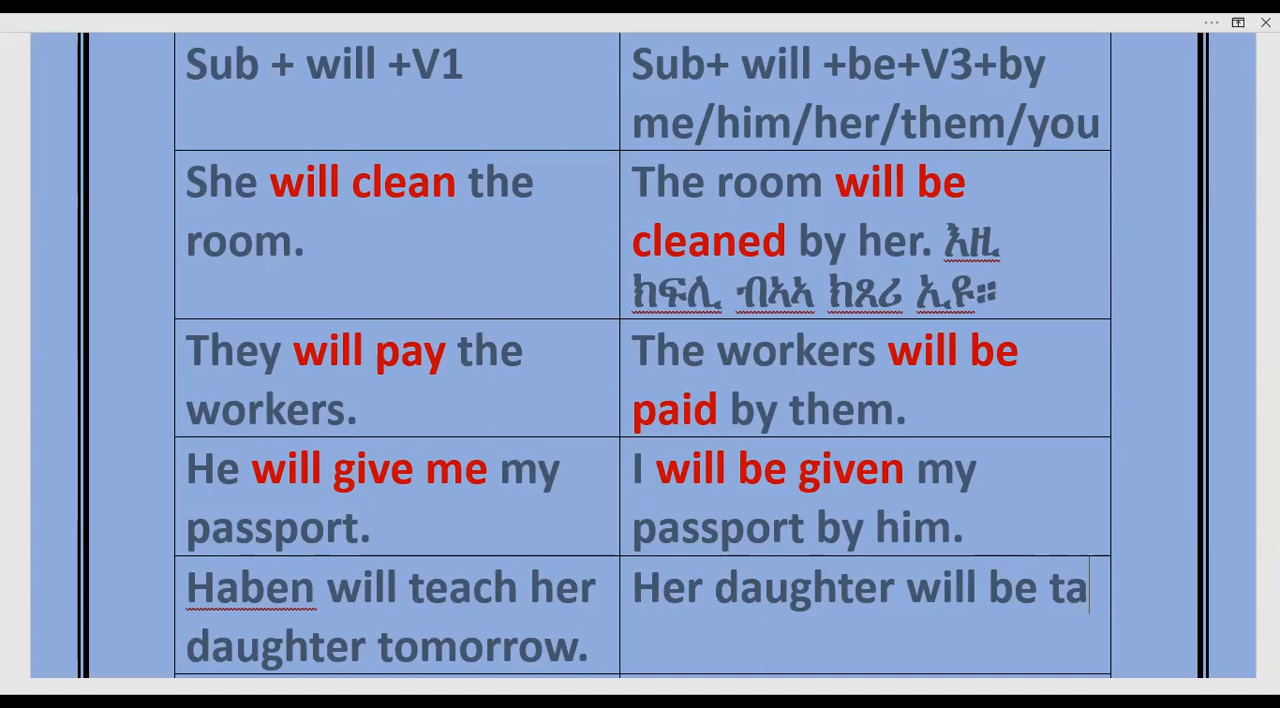 Sub + will +V1
Sub+ will +be+V3+by
me/him/her/them/you
She will clean the
room.
The room will be
cleaned by her. እዚ
ክፍሊ ብኣኣ ክጸሪ ኢዩ።
They will pay the
workers.
The workers will be
paid by them.
He will give me my
passport.
I will be given my
passport by him.
Haben will teach her
daughter tomorrow.
Her daughter will be ta